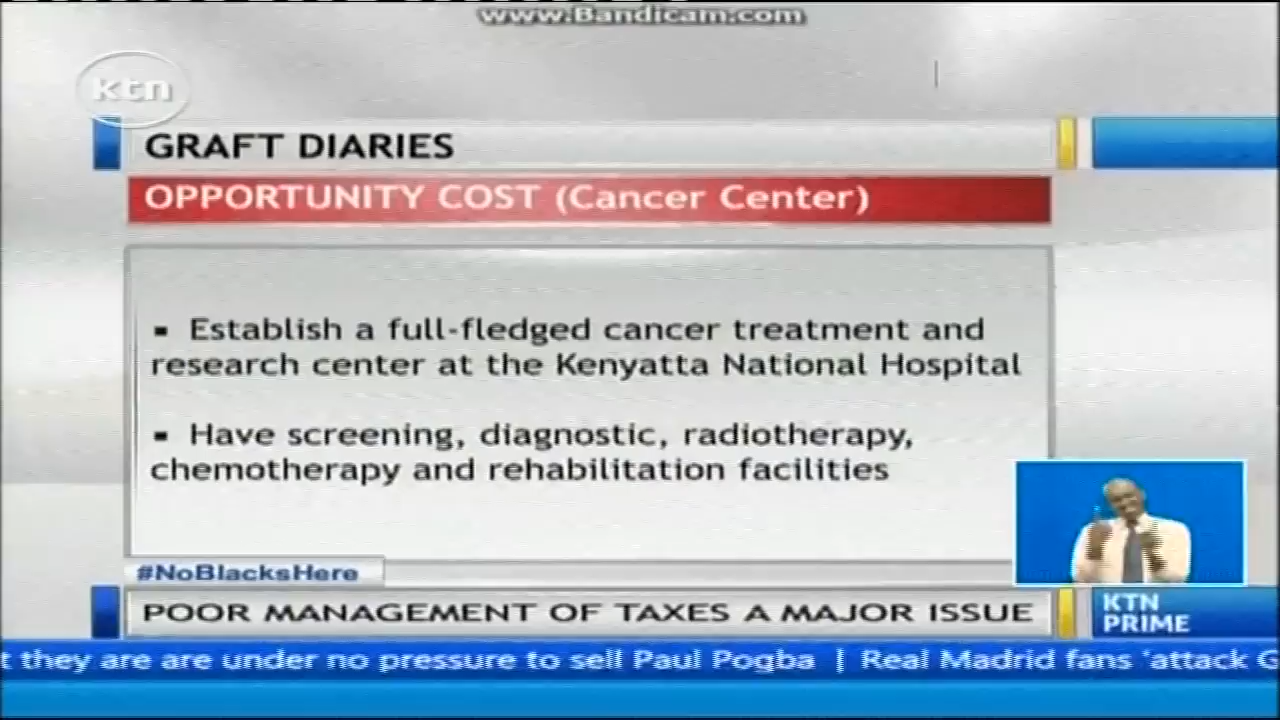 www.Bandicam.com
ktn
GRAFT DIARIES
OPPORTUNITY COST (Cancer Center)
▪ Establish a full-fledged cancer treatment and
research center at the Kenyatta National Hospital
▪ Have screening, diagnostic, radiotherapy,
chemotherapy and rehabilitation facilities
#NoBlacksHere
POOR MANAGEMENT OF TAXES A MAJOR ISSUE
KTN
PRIME
t they are are under no pressure to sell Paul Pogba | Real Madrid fans 'attack G